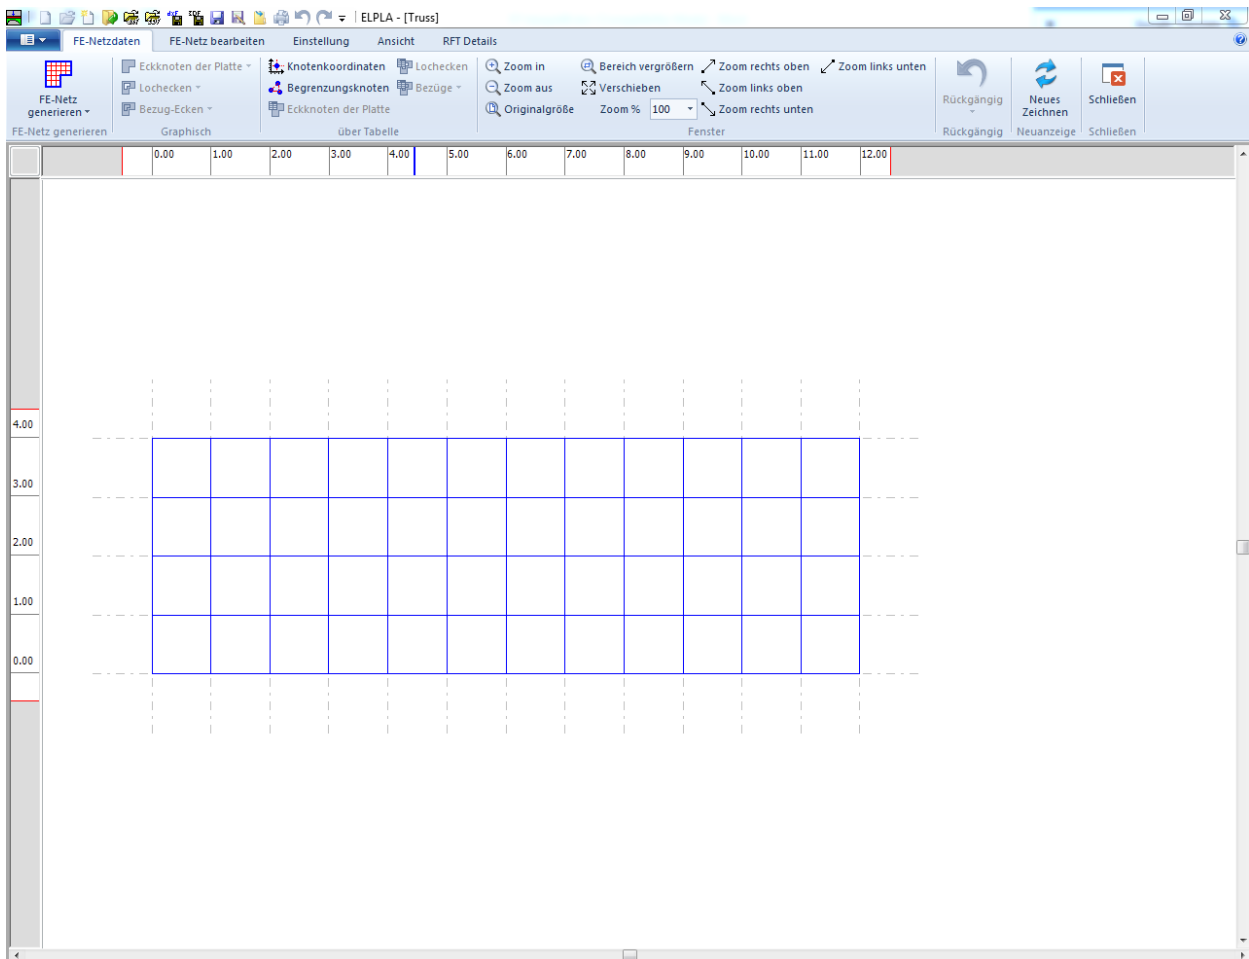 ELPLA - [Truss]
FE-Netzdaten FE-Netz bearbeiten Einstellung Ansicht RFT Details
FE-Netz generieren
Eckknoten der Platte
Lochecken
Bezug-Ecken
Knotenkoordinaten Lochecken
Begrenzungsknoten Bezüge
Eckknoten der Platte
Zoom in Bereich vergrößern Zoom rechts oben Zoom links unten
Zoom aus Verschieben Zoom links oben
Originalgröße Zoom % 100 Zoom rechts unten
Rückgängig
Neues Zeichnen
Schließen
FE-Netz generieren Graphisch über Tabelle Fenster Rückgängig Neuanzeige Schließen
0.00 1.00 2.00 3.00 4.00 5.00 6.00 7.00 8.00 9.00 10.00 11.00 12.00
4.00
3.00
2.00
1.00
0.00